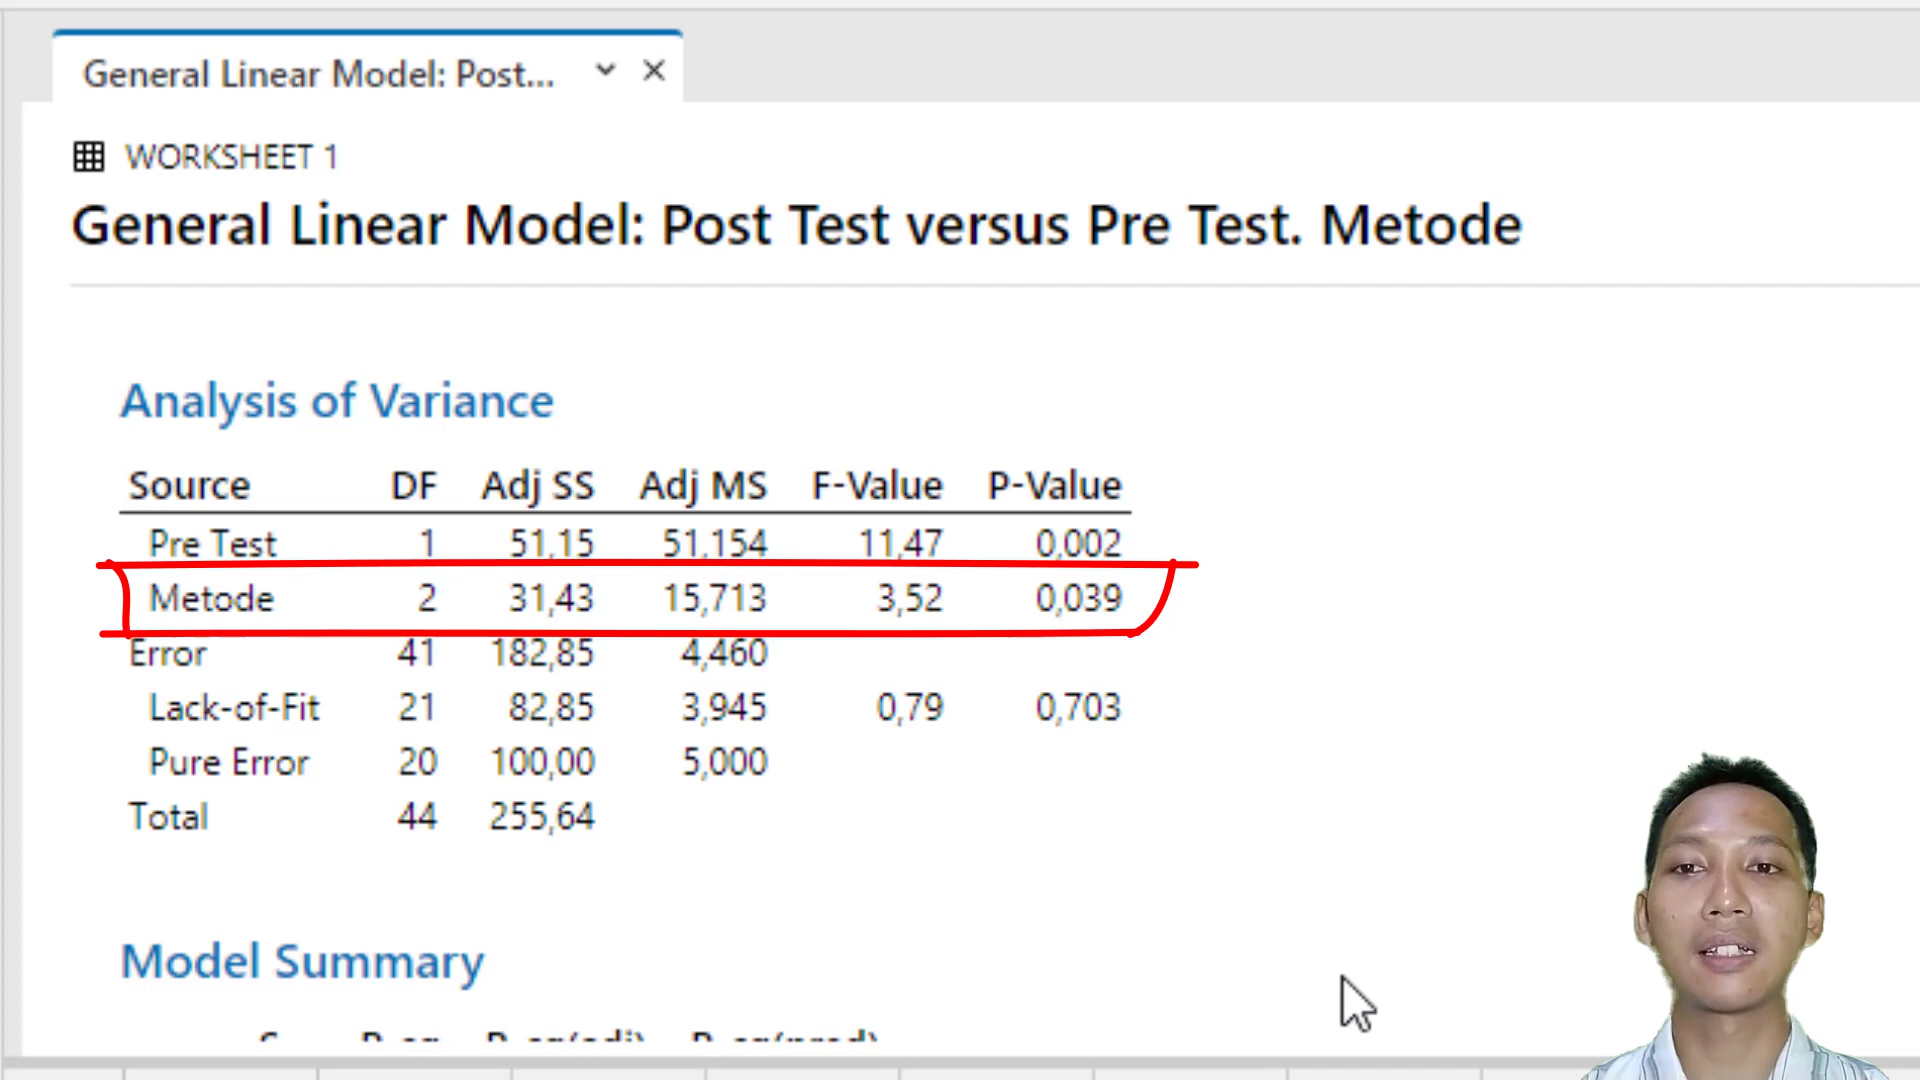 General Linear Model: Post...
WORKSHEET 1
General Linear Model: Post Test versus Pre Test. Metode
Analysis of Variance
Source DF Adj SS Adj MS F-Value P-Value
Pre Test 1 51,15 51,154 11,47 0,002
Metode 2 31,43 15,713 3,52 0,039
Error 41 182,85 4,460
Lack-of-Fit 21 82,85 3,945 0,79 0,703
Pure Error 20 100,00 5,000
Total 44 255,64
Model Summary